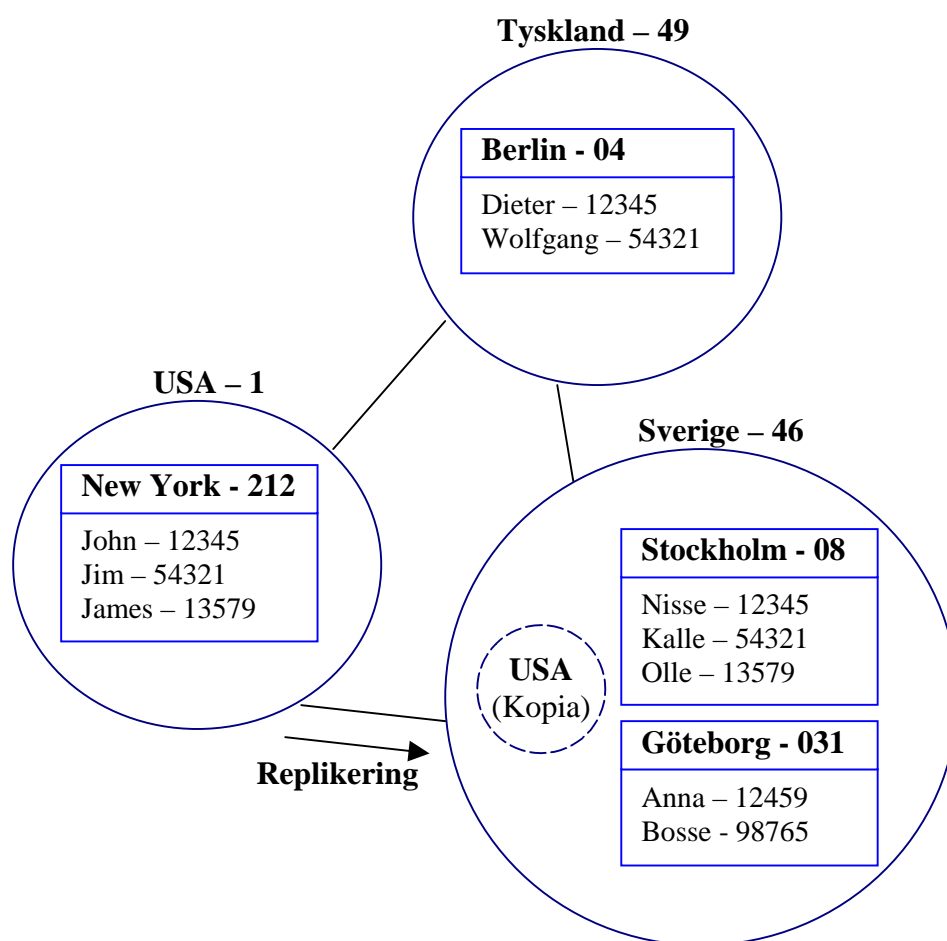 Tyskland – 49
Berlin - 04
Dieter – 12345
Wolfgang – 54321
USA – 1
New York - 212
John – 12345
Jim – 54321
James – 13579
Replikering
Sverige – 46
USA
(Kopia)
Stockholm - 08
Nisse – 12345
Kalle – 54321
Olle – 13579
Göteborg - 031
Anna – 12459
Bosse - 98765